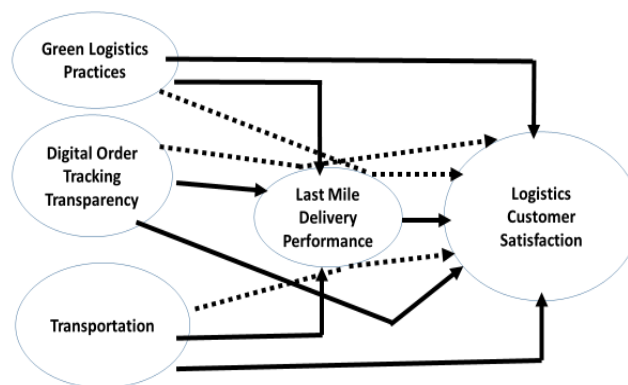 Green Logistics
Practices
Digital Order
Tracking
Transparency
Last Mile
Delivery
Performance
Logistics
Customer
Satisfaction
Transportation